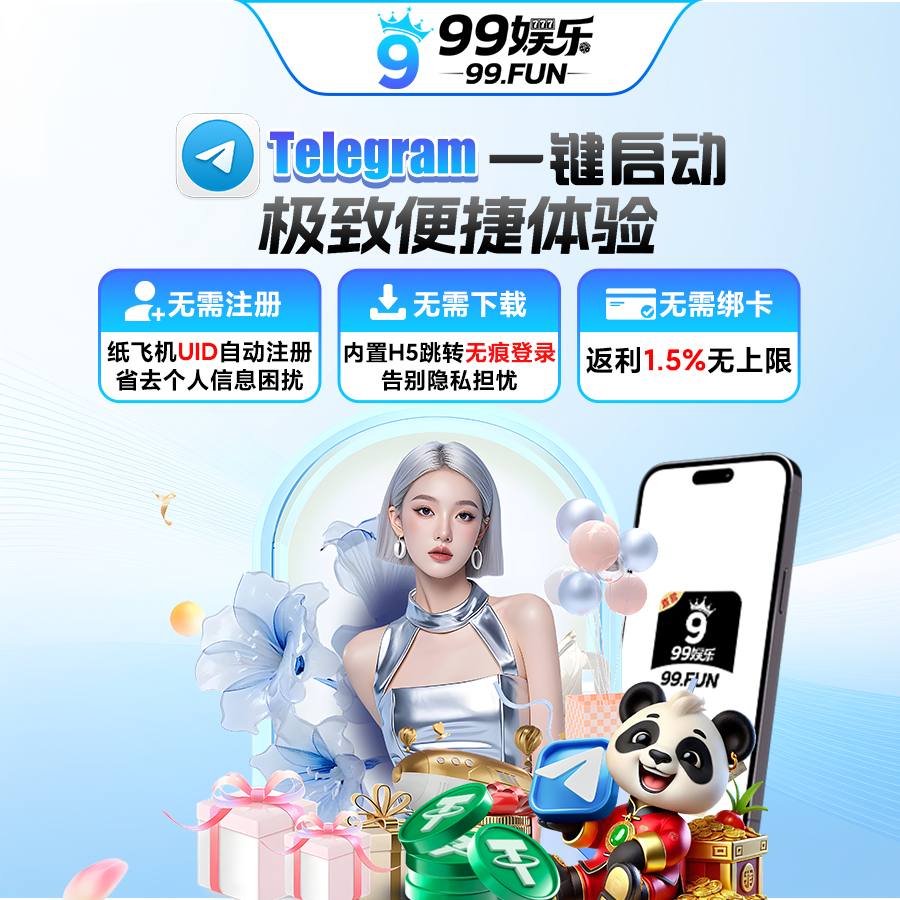 9
99娱乐
777
99.FUN
Telegram 一键启动
极致便捷体验
无需注册
纸飞机UID自动注册
省去个人信息困扰
无需下载
内置H5跳转无痕登录
告别隐私担忧
无需绑卡
返利1.5%无上限
9
99娱乐
99.FUN